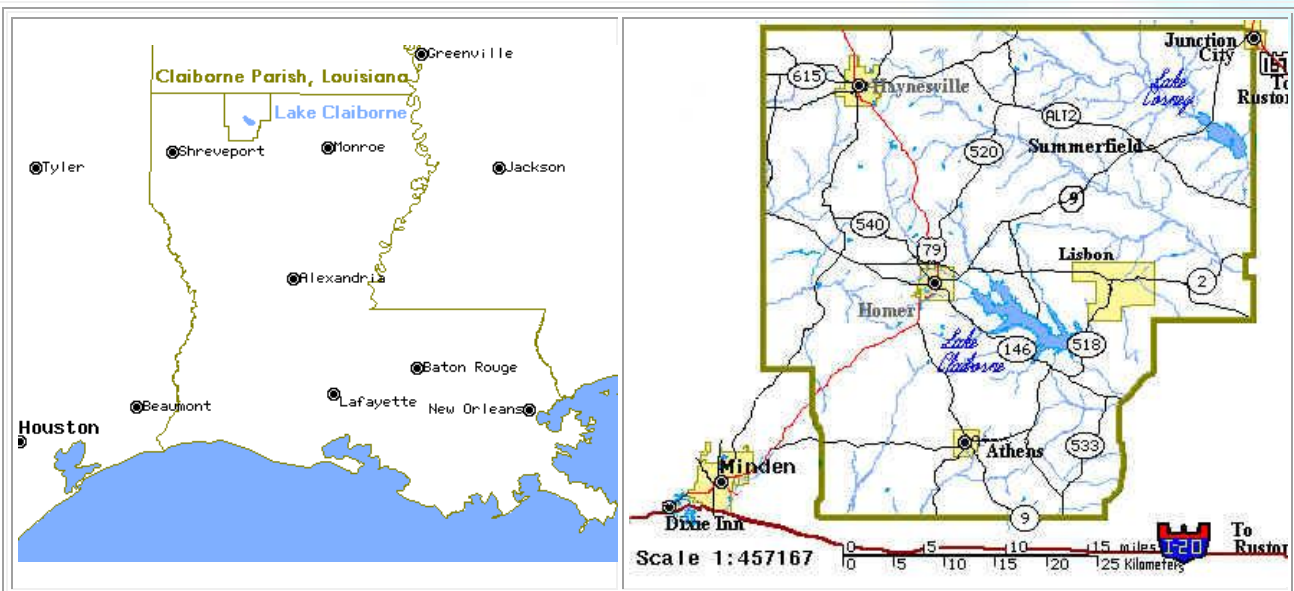 Greenville
Claiborne Parish, Louisiana
Lake Claiborne
Shreveport
Monroe
Tyler
Jackson
Alexandria
Baton Rouge
Beaumont
Lafayette
New Orleans
Houston
Junction
City
615
Haynesville
Lake
Corney
To
Ruston
ALT2
520
Summerfield
9
540
79
Lisbon
2
Homer
Lake
Claiborne
146
518
Athens
533
Minden
Dixie Inn
9
To
Ruston
I-20
Scale 1:457167
0 5 10 15 miles
0 5 10 15 20 25 Kilometers